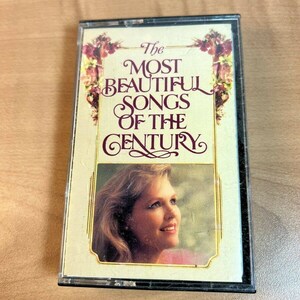 The
MOST
BEAUTIFUL
SONGS
OF THE
CENTURY